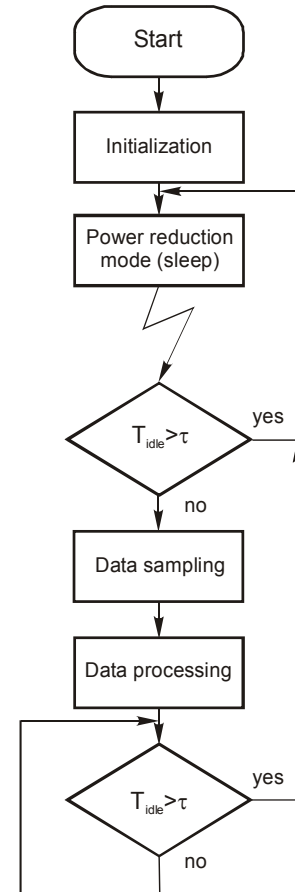 Start
Initialization
Power reduction
mode (sleep)
T_idle>τ
yes
no
Data sampling
Data processing
T_idle>τ
yes
no